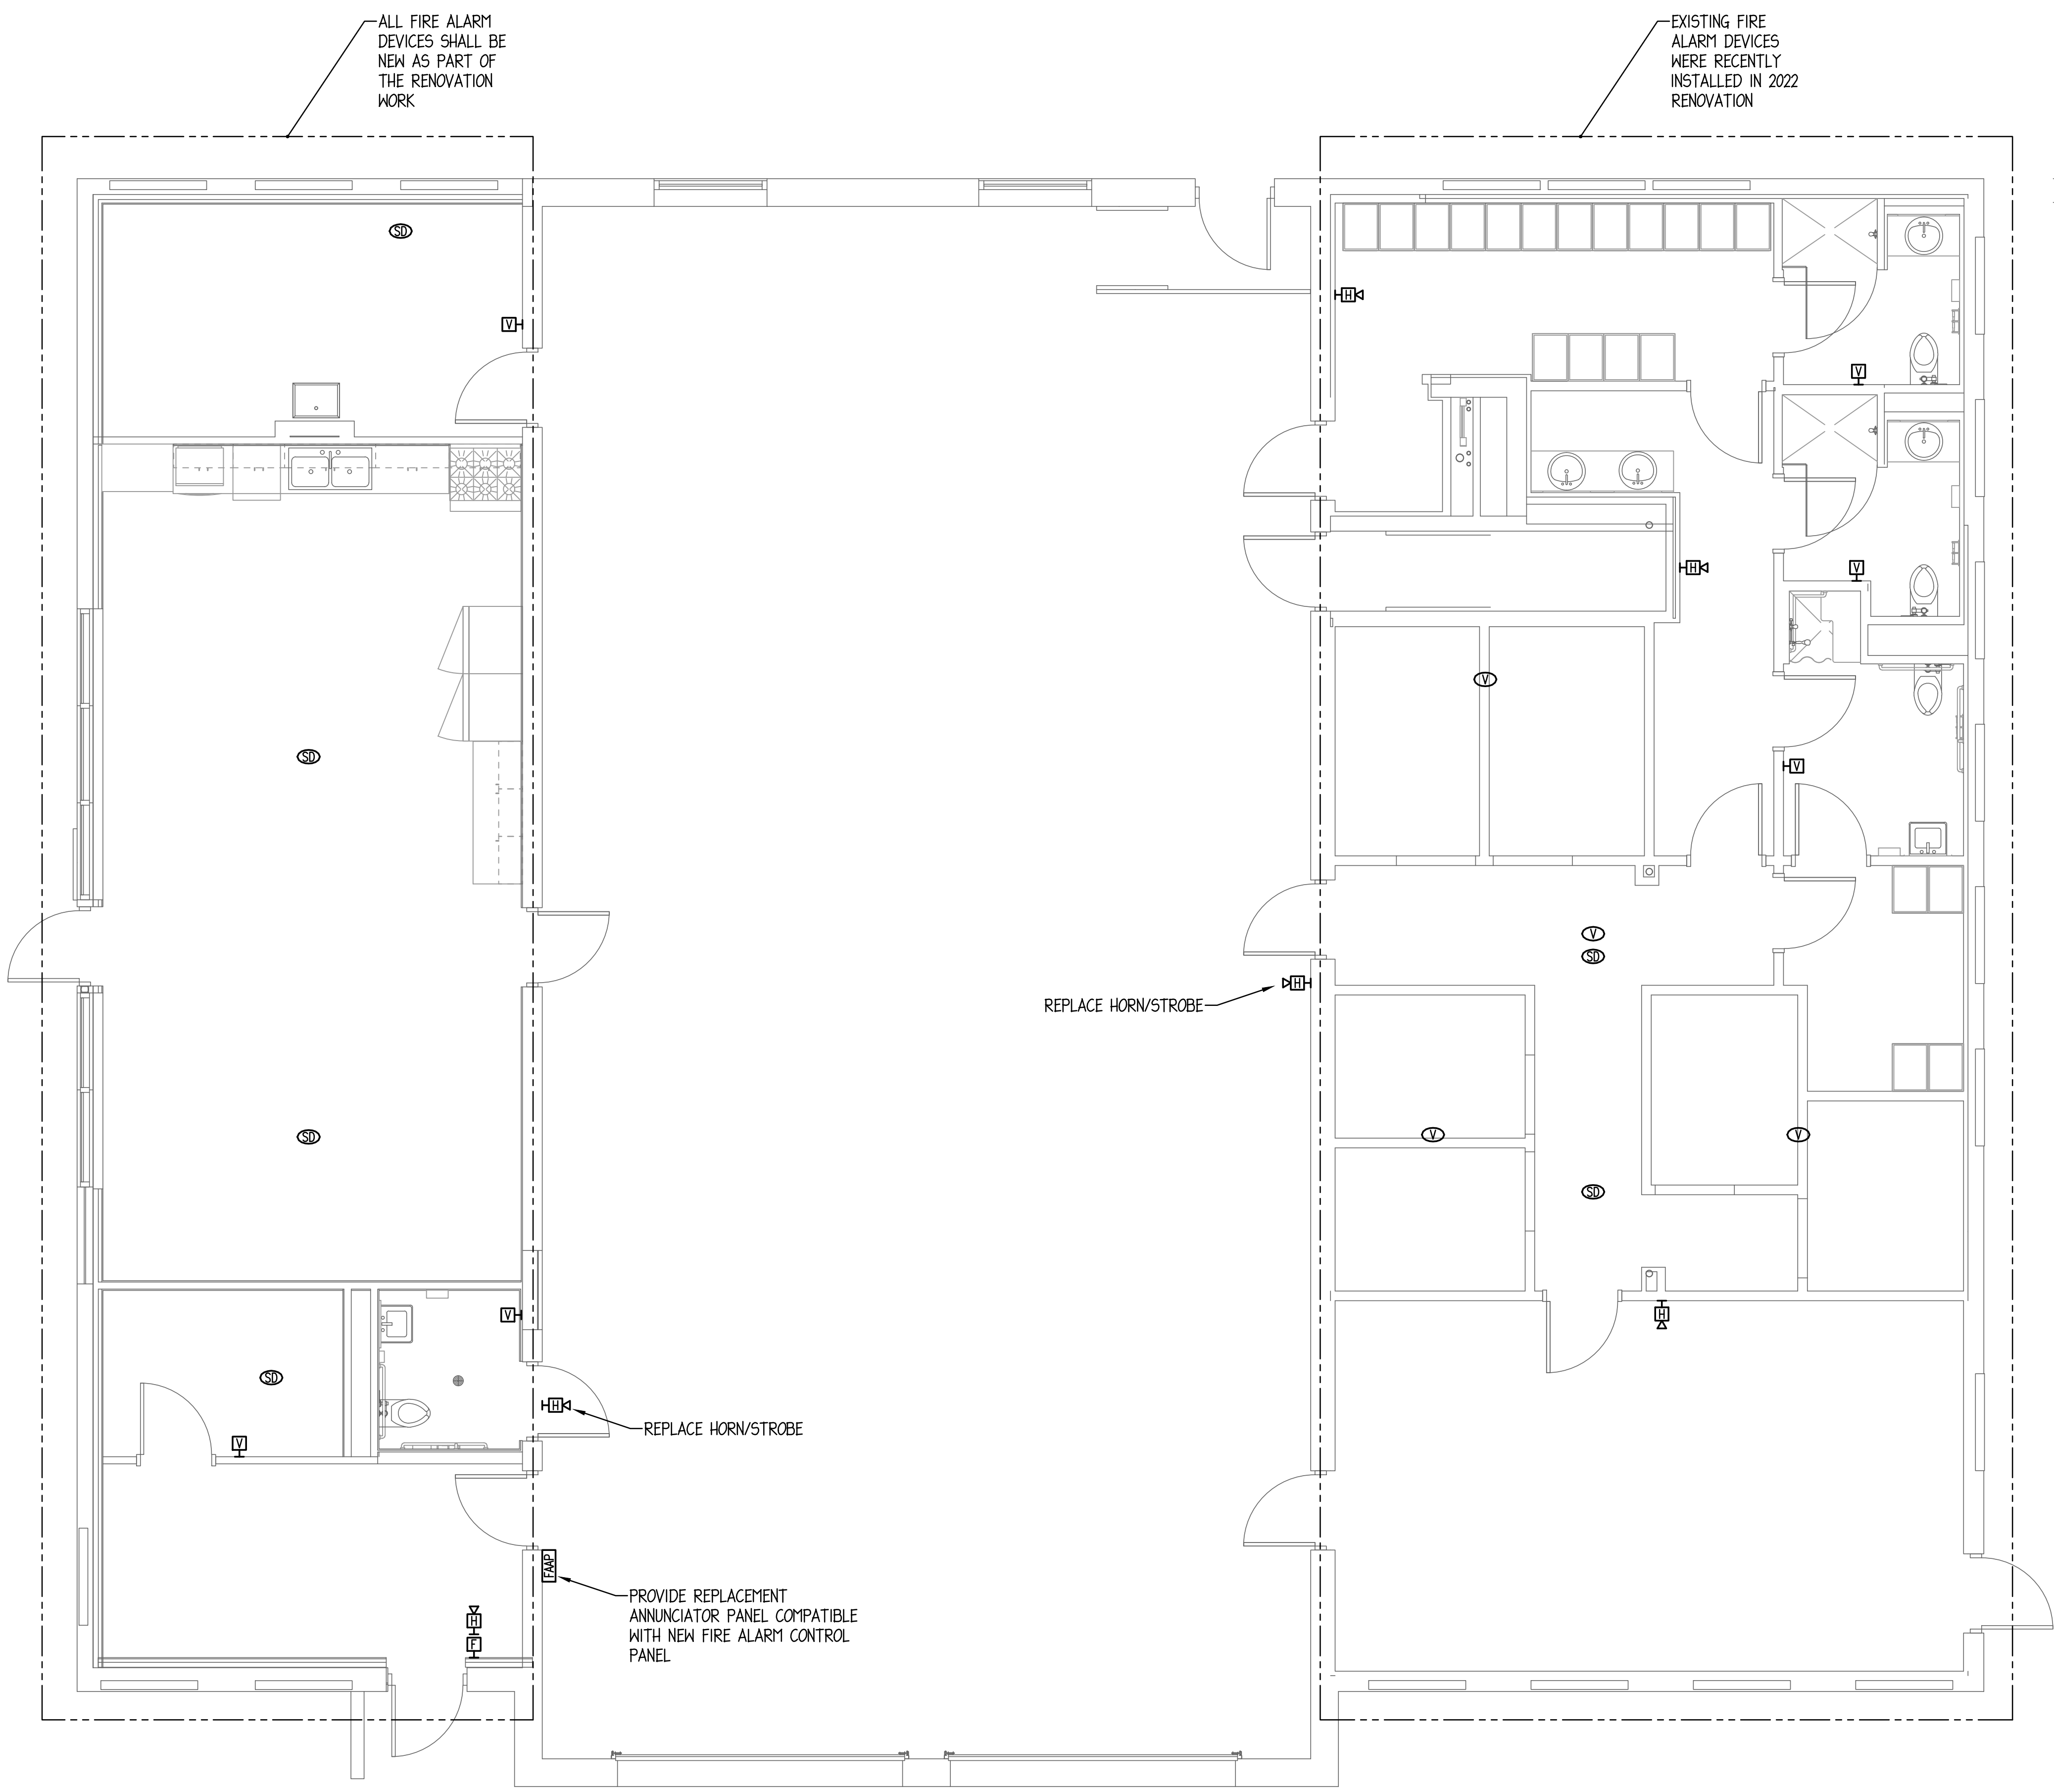 ALL FIRE ALARM
DEVICES SHALL BE
NEW AS PART OF
THE RENOVATION
WORK
EXISTING FIRE
ALARM DEVICES
WERE RECENTLY
INSTALLED IN 2022
RENOVATION
SD
H
V
V
V
H
V
V
SD
V
V
SD
H
REPLACE HORN/STROBE
SD
V
V
SD
V
H
SD
H
REPLACE HORN/STROBE
V
FAAP
PROVIDE REPLACEMENT
ANNUNCIATOR PANEL COMPATIBLE
WITH NEW FIRE ALARM CONTROL
PANEL
H
F